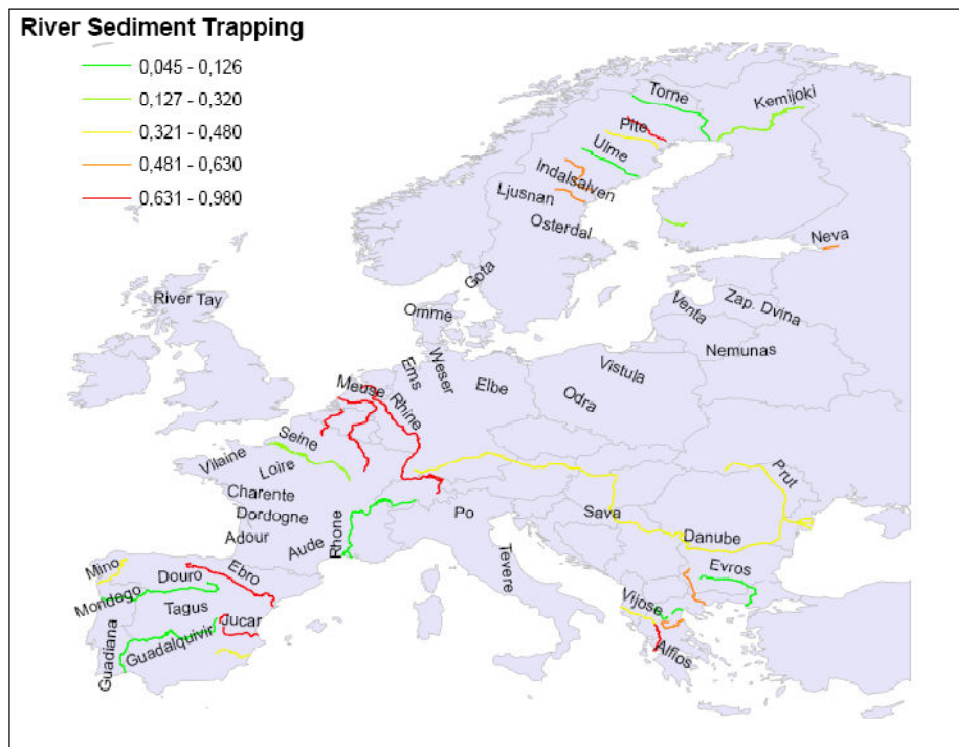 River Sediment Trapping
0,045 - 0,126
0,127 - 0,320
0,321 - 0,480
0,481 - 0,630
0,631 - 0,980
Torne
Kemijoki
Pite
Ulme
Indalsalven
Ljusnan
Osterdal
Neva
Gota
River Tay
Omme
Venta
Zap. Dvina
Nemunas
Ems
Weser
Elbe
Vistula
Odra
Meuse
Rhine
Seine
Vilaine
Loire
Charente
Dordogne
Adour
Aude
Rhone
Po
Sava
Prut
Danube
Tevere
Evros
Mino
Douro
Ebro
Mondego
Tagus
Jucar
Guadiana
Guadalquivir
Vijose
Alfios